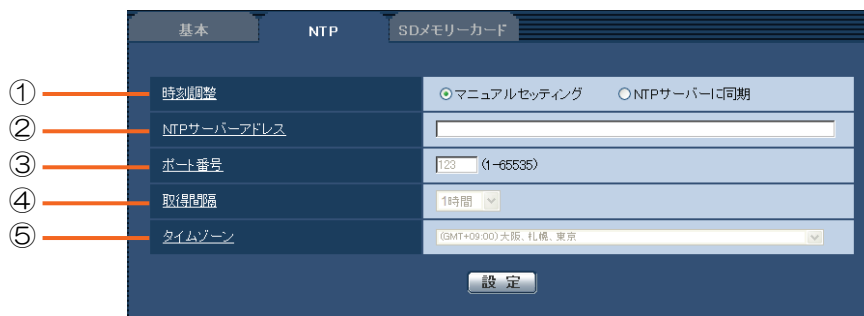 基本 NTP SDメモリーカード
① 時刻調整 マニュアルセッティング NTPサーバーに同期
② NTPサーバーアドレス
③ ポート番号 123 (1-65535)
④ 取得間隔 1時間
⑤ タイムゾーン (GMT+09:00) 大阪、札幌、東京
設定